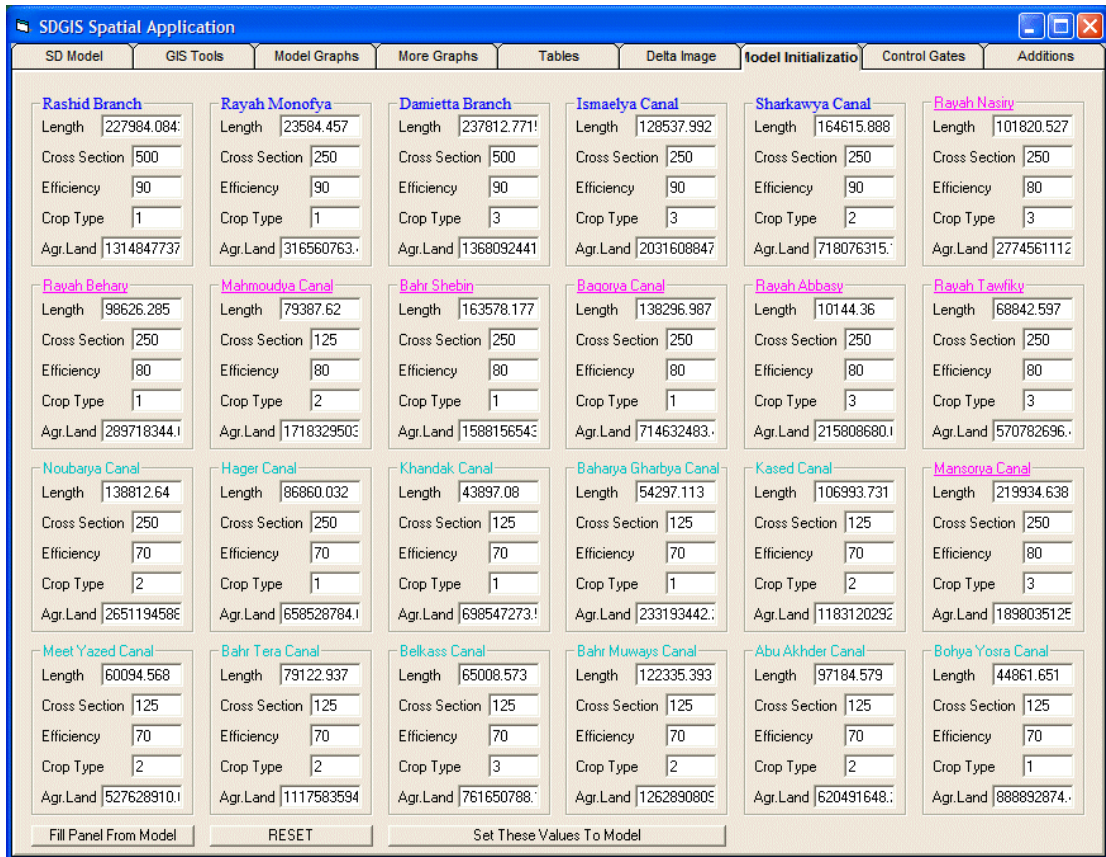 SDGIS Spatial Application
SD Model GIS Tools Model Graphs More Graphs Tables Delta Image Model Initializatio Control Gates Additions
Rashid Branch Rayah Monofya Damietta Branch Ismaelya Canal Sharkawya Canal Rayah Nasiry
Length 227984.084 Length 23584.457 Length 237812.771 Length 128537.992 Length 164615.888 Length 101820.527
Cross Section 500 Cross Section 250 Cross Section 500 Cross Section 250 Cross Section 250 Cross Section 250
Efficiency 90 Efficiency 90 Efficiency 90 Efficiency 90 Efficiency 90 Efficiency 80
Crop Type 1 Crop Type 1 Crop Type 3 Crop Type 3 Crop Type 2 Crop Type 3
Agr.Land 1314847737 Agr.Land 316560763. Agr.Land 1368092441 Agr.Land 2031608847 Agr.Land 718076315. Agr.Land 2774561112
Rayah Behary Mahmoudya Canal Bahr Shebin Bagorya Canal Rayah Abbasy Rayah Tawfiky
Length 98626.285 Length 79387.62 Length 163578.177 Length 138296.987 Length 10144.36 Length 68842.597
Cross Section 250 Cross Section 125 Cross Section 250 Cross Section 250 Cross Section 250 Cross Section 250
Efficiency 80 Efficiency 80 Efficiency 80 Efficiency 80 Efficiency 80 Efficiency 80
Crop Type 1 Crop Type 2 Crop Type 1 Crop Type 1 Crop Type 3 Crop Type 3
Agr.Land 289718344. Agr.Land 1718329503 Agr.Land 1588156543 Agr.Land 714632483. Agr.Land 215808680. Agr.Land 570782696.
Noubarya Canal Hager Canal Khandak Canal Baharya Gharbya Canal Kased Canal Mansorya Canal
Length 138812.64 Length 86860.032 Length 43897.08 Length 54297.113 Length 106993.731 Length 219934.638
Cross Section 250 Cross Section 250 Cross Section 125 Cross Section 125 Cross Section 125 Cross Section 250
Efficiency 70 Efficiency 70 Efficiency 70 Efficiency 70 Efficiency 70 Efficiency 80
Crop Type 2 Crop Type 1 Crop Type 1 Crop Type 1 Crop Type 2 Crop Type 3
Agr.Land 2651194588 Agr.Land 658528784. Agr.Land 698547273. Agr.Land 233193442. Agr.Land 1183120292 Agr.Land 1898035125
Meet Yazed Canal Bahr Tera Canal Belkass Canal Bahr Muways Canal Abu Akhder Canal Bohya Yosra Canal
Length 60094.568 Length 79122.937 Length 65008.573 Length 122335.393 Length 97184.579 Length 44861.651
Cross Section 125 Cross Section 125 Cross Section 125 Cross Section 125 Cross Section 125 Cross Section 125
Efficiency 70 Efficiency 70 Efficiency 70 Efficiency 70 Efficiency 70 Efficiency 70
Crop Type 2 Crop Type 2 Crop Type 3 Crop Type 2 Crop Type 2 Crop Type 1
Agr.Land 527628910. Agr.Land 1117583594 Agr.Land 761650788. Agr.Land 1262890809 Agr.Land 620491648. Agr.Land 888892874.
Fill Panel From Model RESET Set These Values To Model